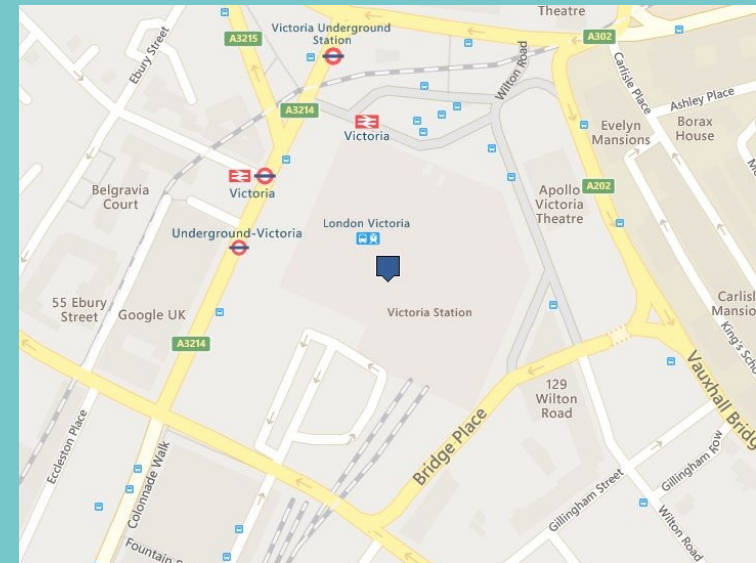 Theatre
Victoria Underground
Station
A3215
A302
Ebury Street
Wilton Road
Carlisle Place
Ashley Place
A3214
Victoria
Evelyn
Mansions
Borax
House
Victoria
Belgravia
Court
Apollo
Victoria
Theatre
A202
London Victoria
Underground-Victoria
55 Ebury
Street
Google UK
Victoria Station
A3214
129
Wilton
Road
Bridge Place
Eccleston Place
Colonnade Walk
Gillingham Street
Gillingham Row
Wilton Road